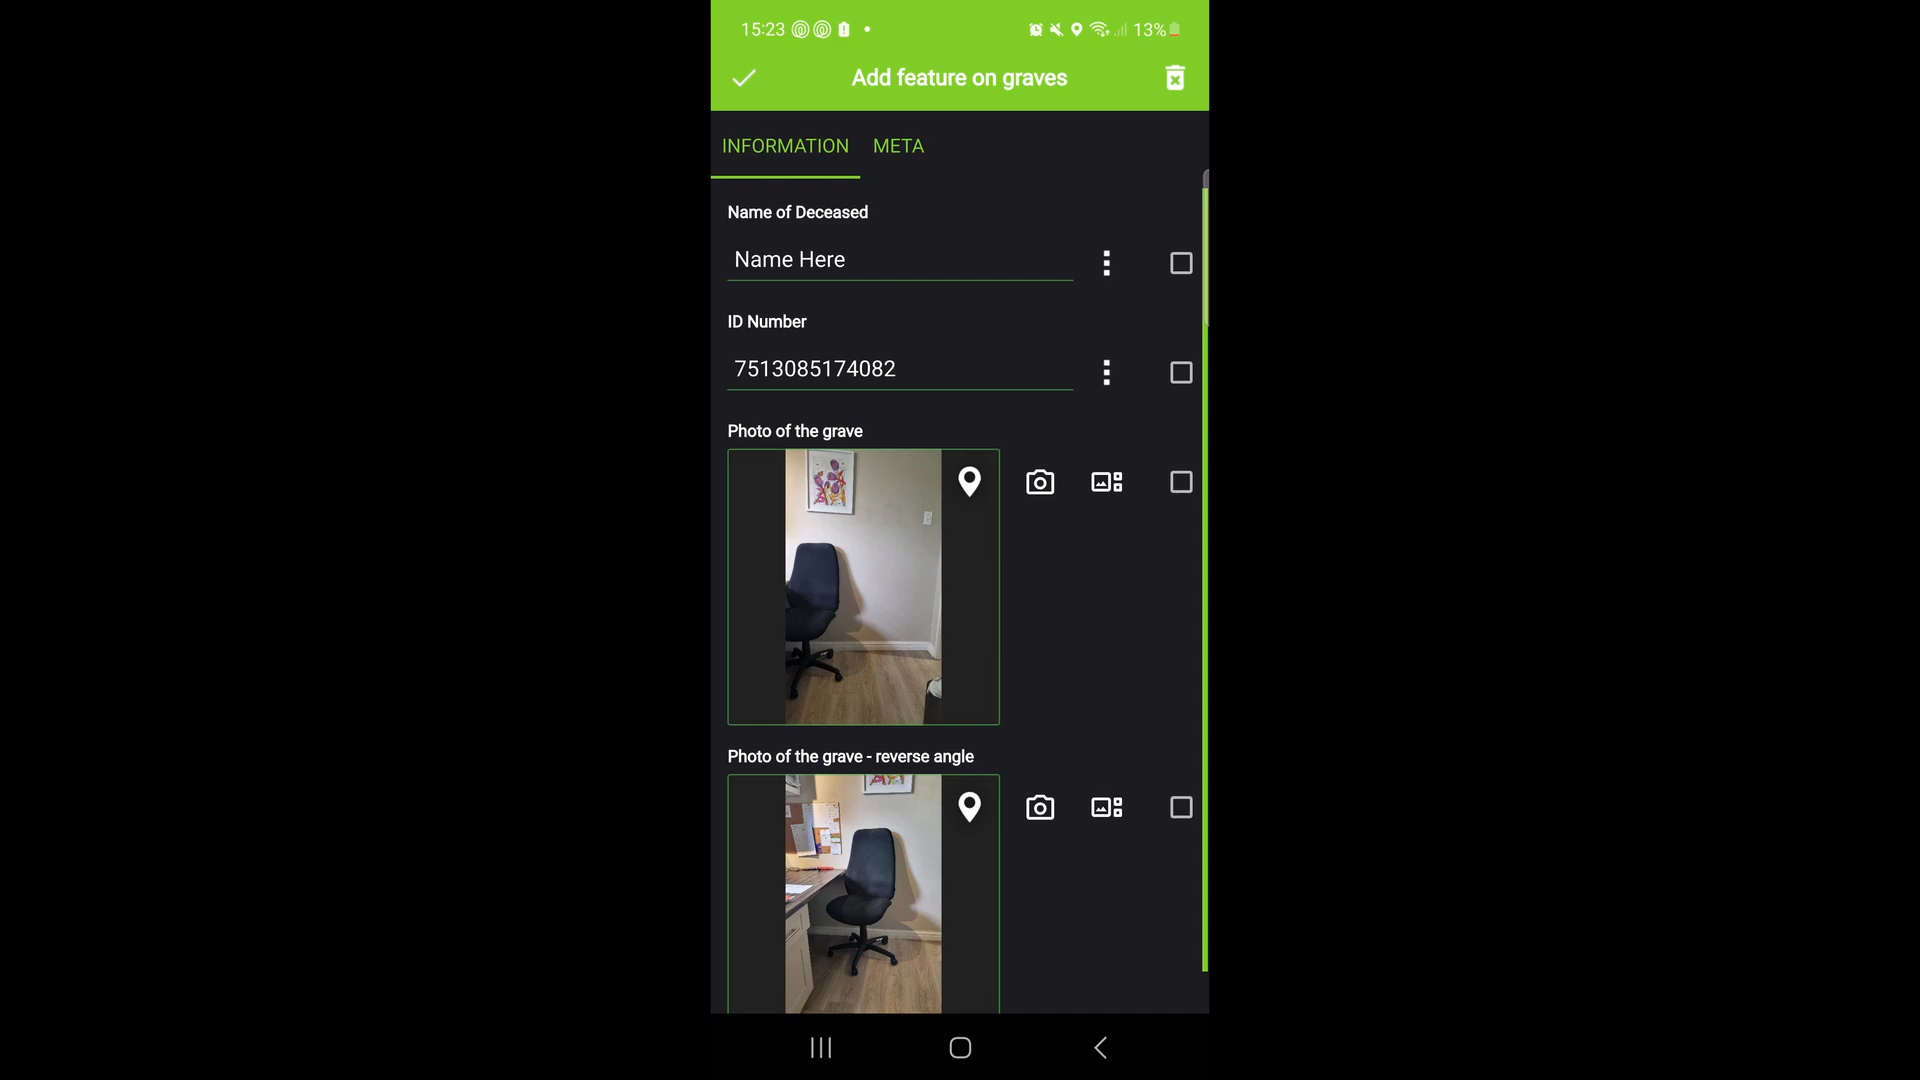 15:23
13%
Add feature on graves
INFORMATION META
Name of Deceased
Name Here
ID Number
7513085174082
Photo of the grave
Photo of the grave - reverse angle